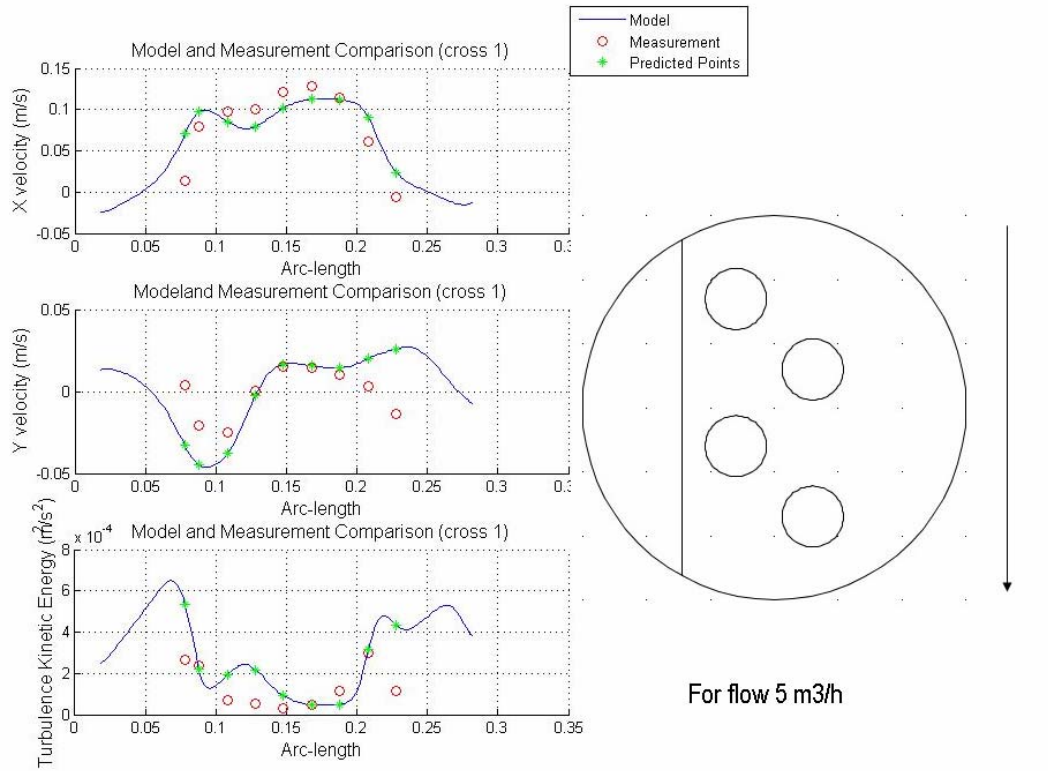 Model
Measurement
Predicted Points
Model and Measurement Comparison (cross 1)
X velocity (m/s)
0.15
0.1
0.05
0
-0.05
0 0.05 0.1 0.15 0.2 0.25 0.3 0.3
Arc-length
Modeland Measurement Comparison (cross 1)
Y velocity (m/s)
0.05
0
-0.05
0 0.05 0.1 0.15 0.2 0.25 0.3 0.35
Arc-length
Model and Measurement Comparison (cross 1)
x 10⁻⁴
Turbulence Kinetic Energy (m²/s²)
8
6
4
2
0
0 0.05 0.1 0.15 0.2 0.25 0.3 0.35
Arc-length
For flow 5 m3/h